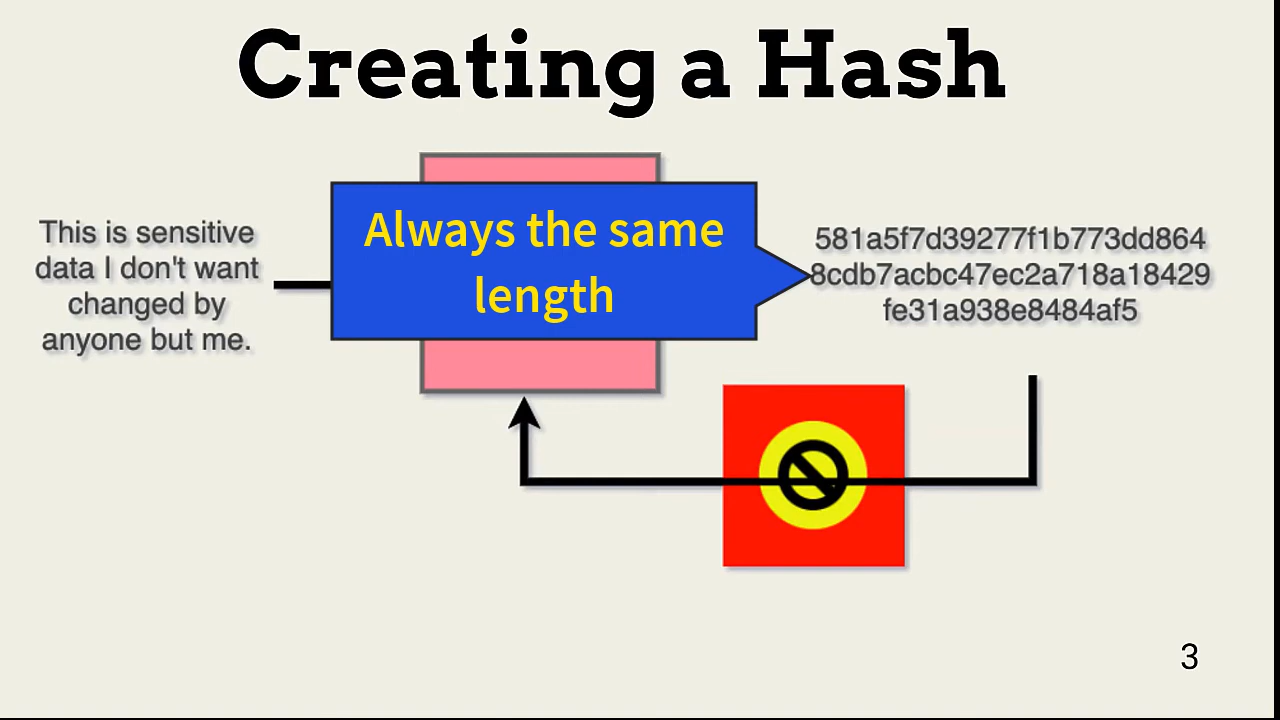 Creating a Hash
This is sensitive
data I don't want
changed by
anyone but me.
Always the same
length
581a5f7d39277f1b773dd864
8cdb7acbc47ec2a718a18429
fe31a938e8484af5
3